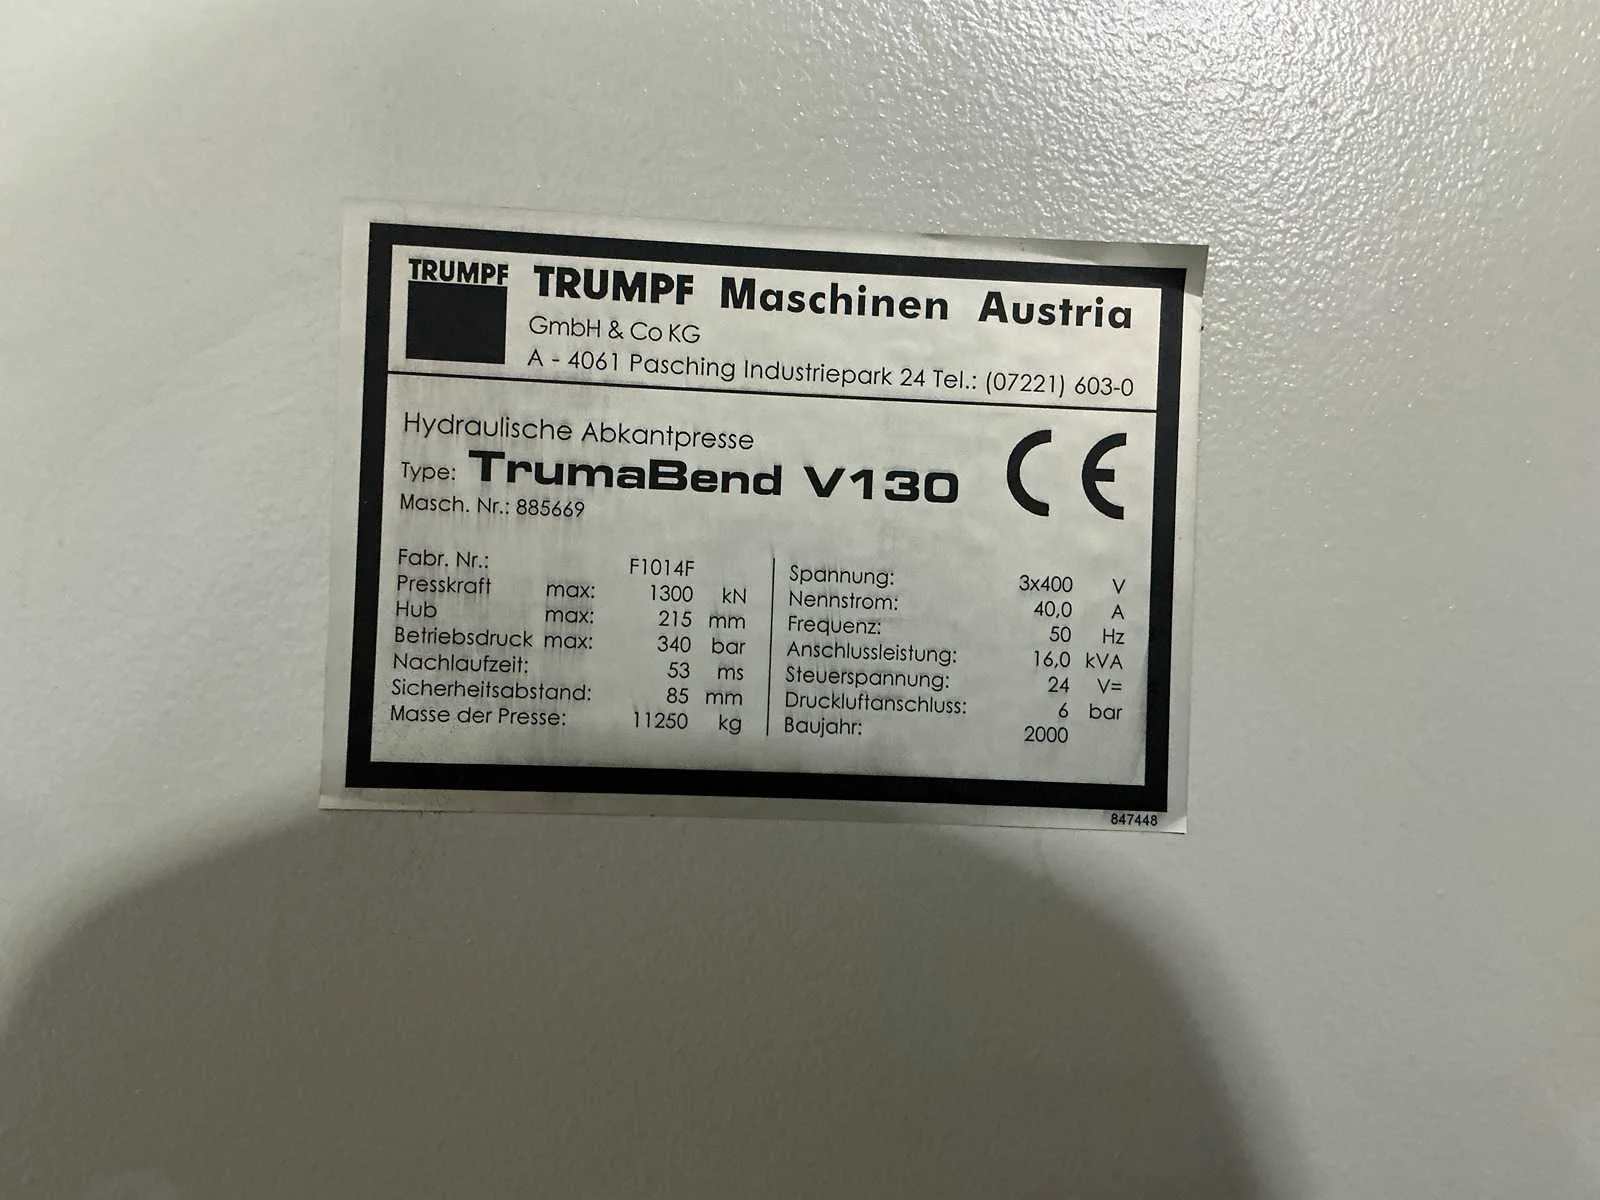 TRUMPF
TRUMPF Maschinen Austria
GmbH & Co KG
A - 4061 Pasching Industriepark 24 Tel.: (07221) 603-0
Hydraulische Abkantpresse
Type: TrumaBend V130
CE
Masch. Nr.: 885669
Fabr. Nr.: F1014F
Presskraft max: 1300 kN
Hub max: 215 mm
Betriebsdruck max: 340 bar
Nachlaufzeit: 53 ms
Sicherheitsabstand: 85 mm
Masse der Presse: 11250 kg
Spannung: 3x400 V
Nennstrom: 40,0 A
Frequenz: 50 Hz
Anschlussleistung: 16,0 kVA
Steuerspannung: 24 V=
Druckluftanschluss: 6 bar
Baujahr: 2000
847448